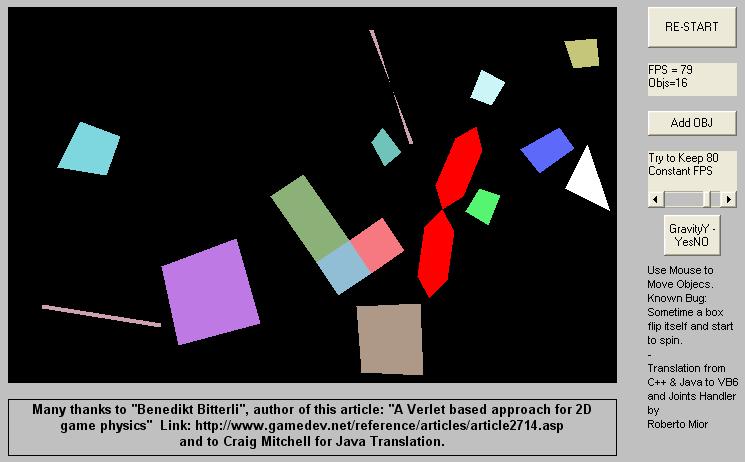 RE-START
FPS = 79
Objs=16
Add OBJ
Try to Keep 80
Constant FPS
GravityY -
YesNO
Use Mouse to
Move Objecs.
Known Bug:
Sometime a box
flip itself and start
to spin.
-
Translation from
C++ & Java to VB6
and Joints Handler
by
Roberto Mior
Many thanks to "Benedikt Bitterli", author of this article: "A Verlet based approach for 2D
game physics"  Link: http://www.gamedev.net/reference/articles/article2714.asp
and to Craig Mitchell for Java Translation.